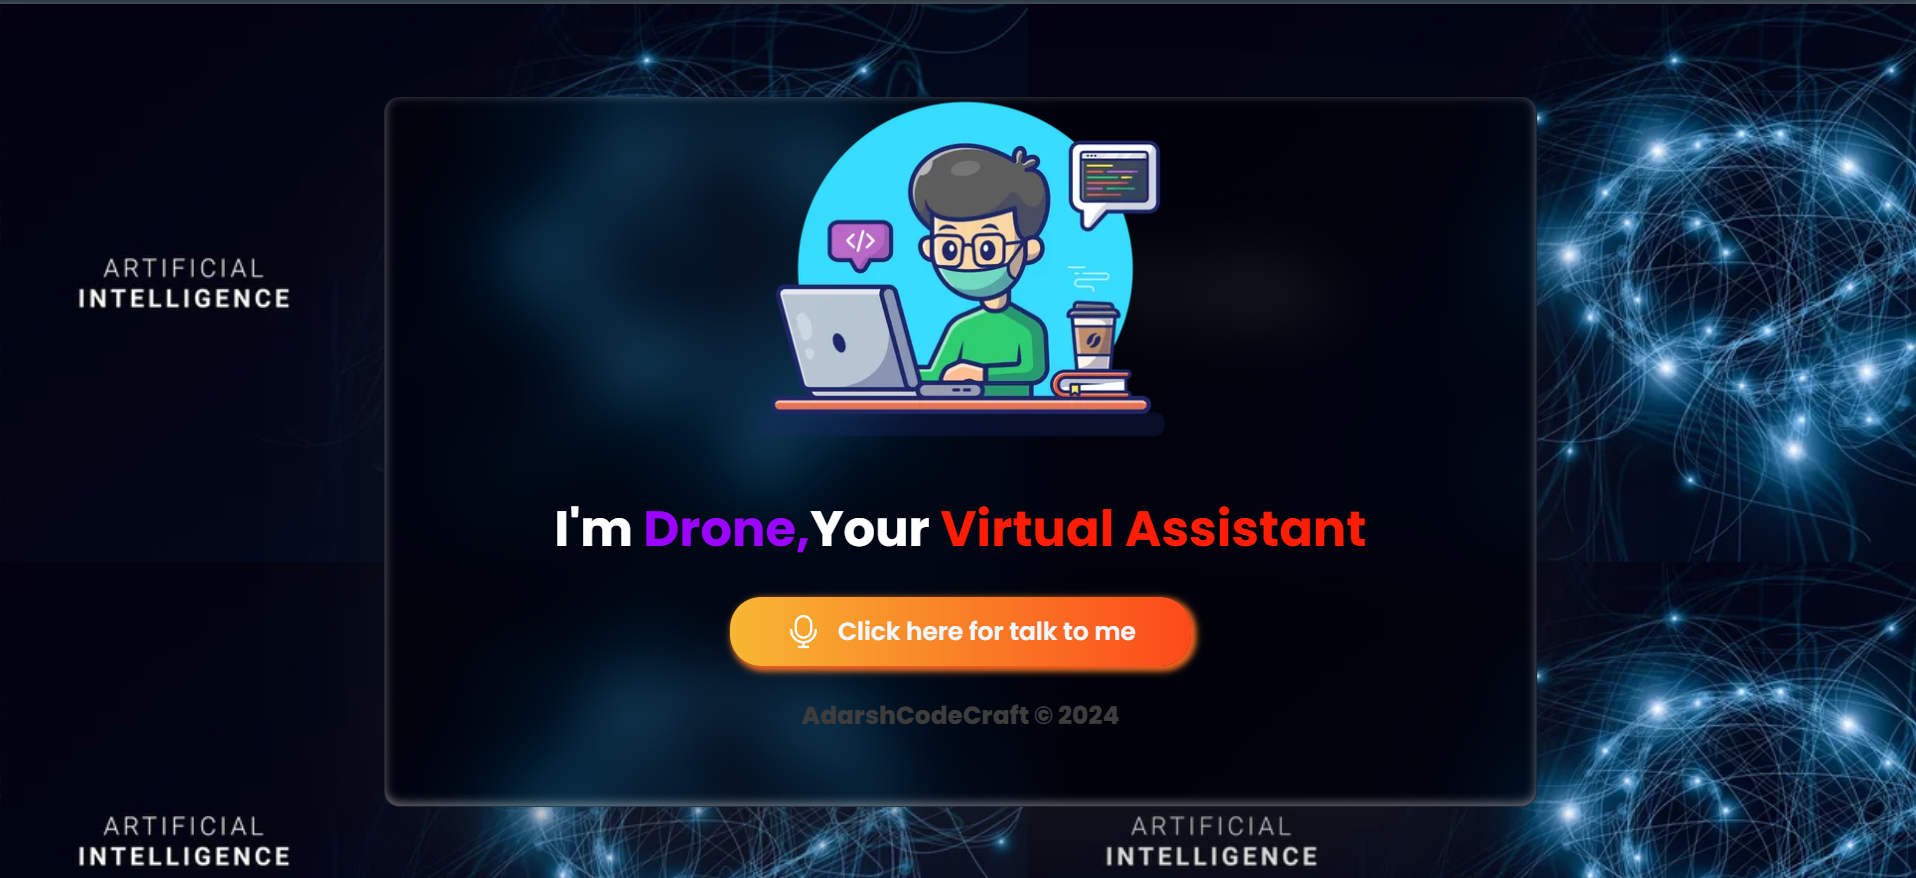 ARTIFICIAL
INTELLIGENCE
</>
I'm Drone,Your Virtual Assistant
Click here for talk to me
AdarshCodeCraft © 2024
ARTIFICIAL
INTELLIGENCE
ARTIFICIAL
INTELLIGENCE